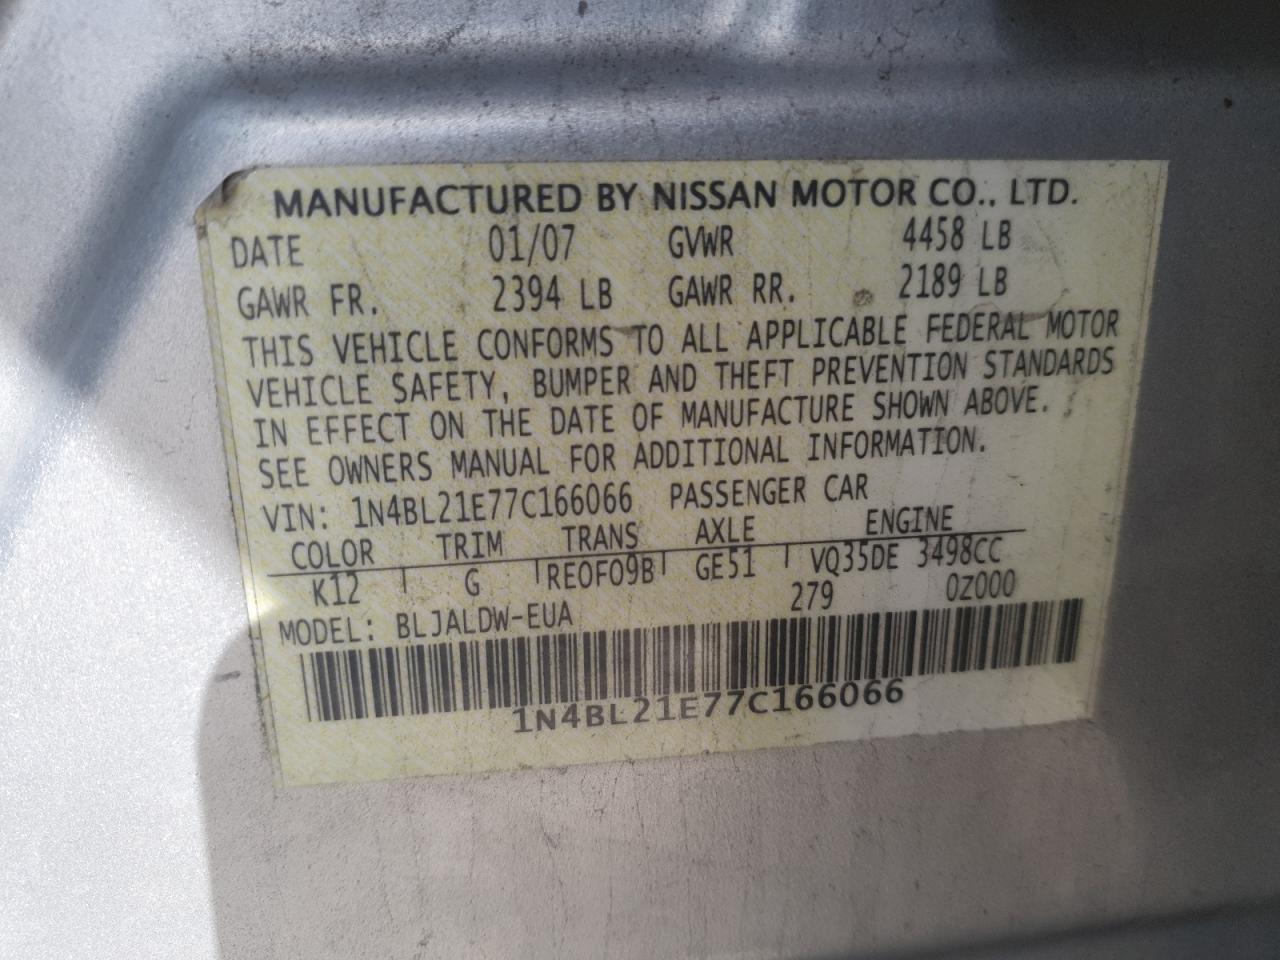 MANUFACTURED BY NISSAN MOTOR CO., LTD.
DATE 01/07 GVWR 4458 LB
GAWR FR. 2394 LB GAWR RR. 2189 LB
THIS VEHICLE CONFORMS TO ALL APPLICABLE FEDERAL MOTOR
VEHICLE SAFETY, BUMPER AND THEFT PREVENTION STANDARDS
IN EFFECT ON THE DATE OF MANUFACTURE SHOWN ABOVE.
SEE OWNERS MANUAL FOR ADDITIONAL INFORMATION.
VIN: 1N4BL21E77C166066 PASSENGER CAR
COLOR TRIM TRANS AXLE ENGINE
K12 G RE0F09B GE51 VQ35DE 3498CC
279 0Z000
MODEL: BLJALDW-EUA
1N4BL21E77C166066